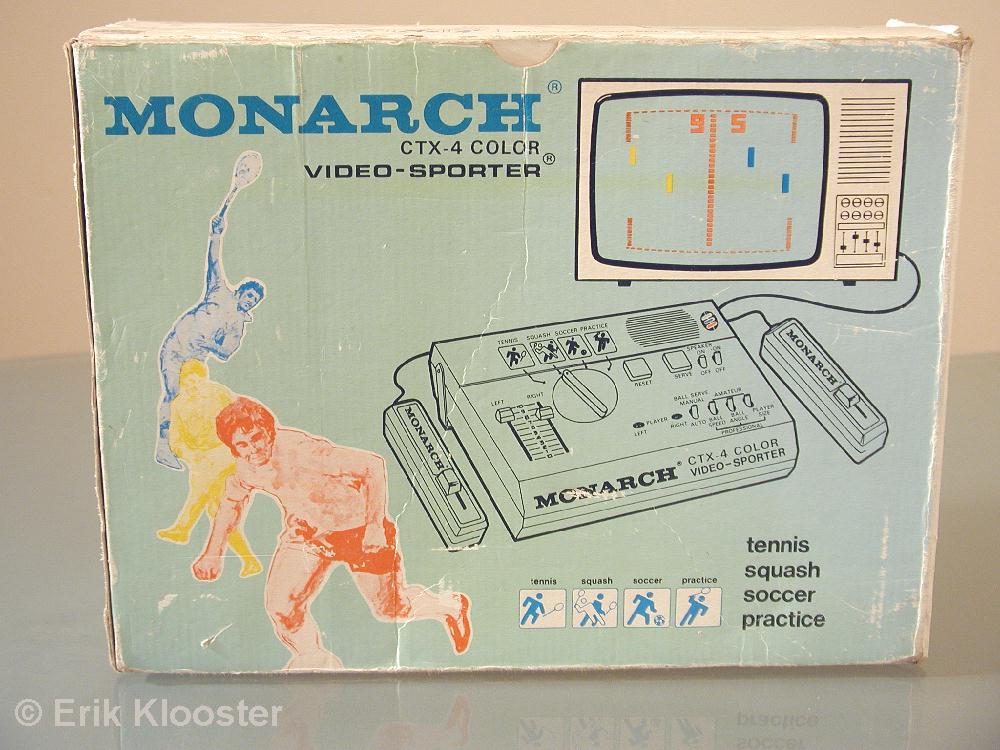 MONARCH®
CTX-4 COLOR
VIDEO-SPORTER®
9 5
TENNIS SQUASH SOCCER PRACTICE
SPEAKER
ON ON
OFF OFF
RESET
SERVE
LEFT RIGHT
BALL SERVE
MANUAL
AUTO
AMATEUR
PLAYER
LEFT RIGHT
BALL SPEED
BALL ANGLE
PLAYER SIZE
PROFESSIONAL
MONARCH
MONARCH
MONARCH® CTX-4 COLOR
VIDEO-SPORTER
tennis squash soccer practice
tennis
squash
soccer
practice
© Erik Klooster